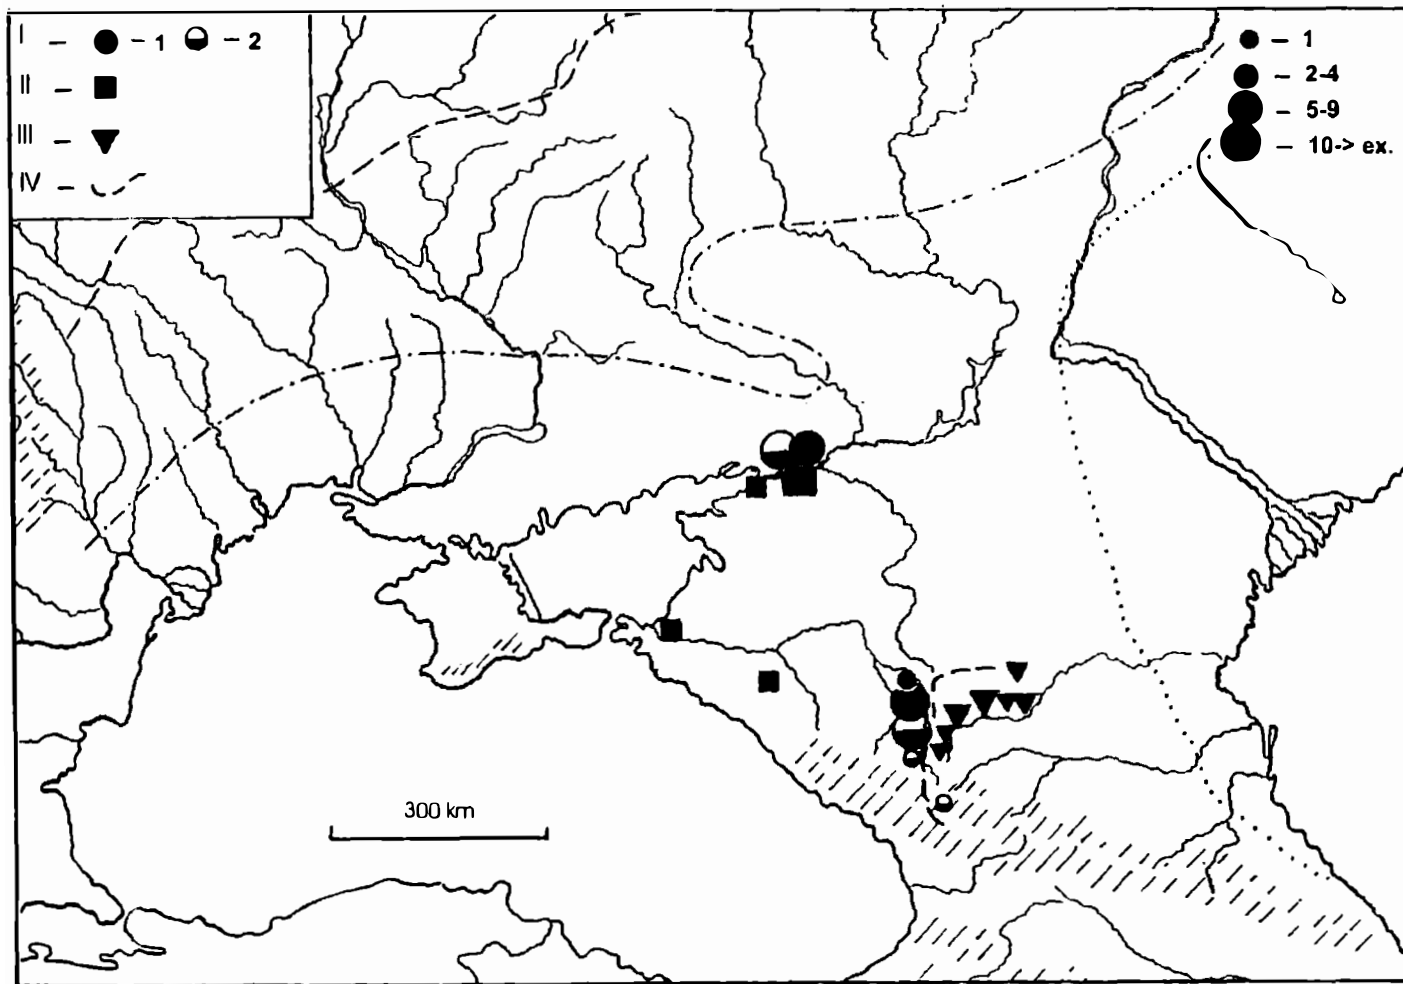 I – – 1 – 2
II –
III –
IV –
– 1
– 2-4
– 5-9
– 10-> ex.
300 km